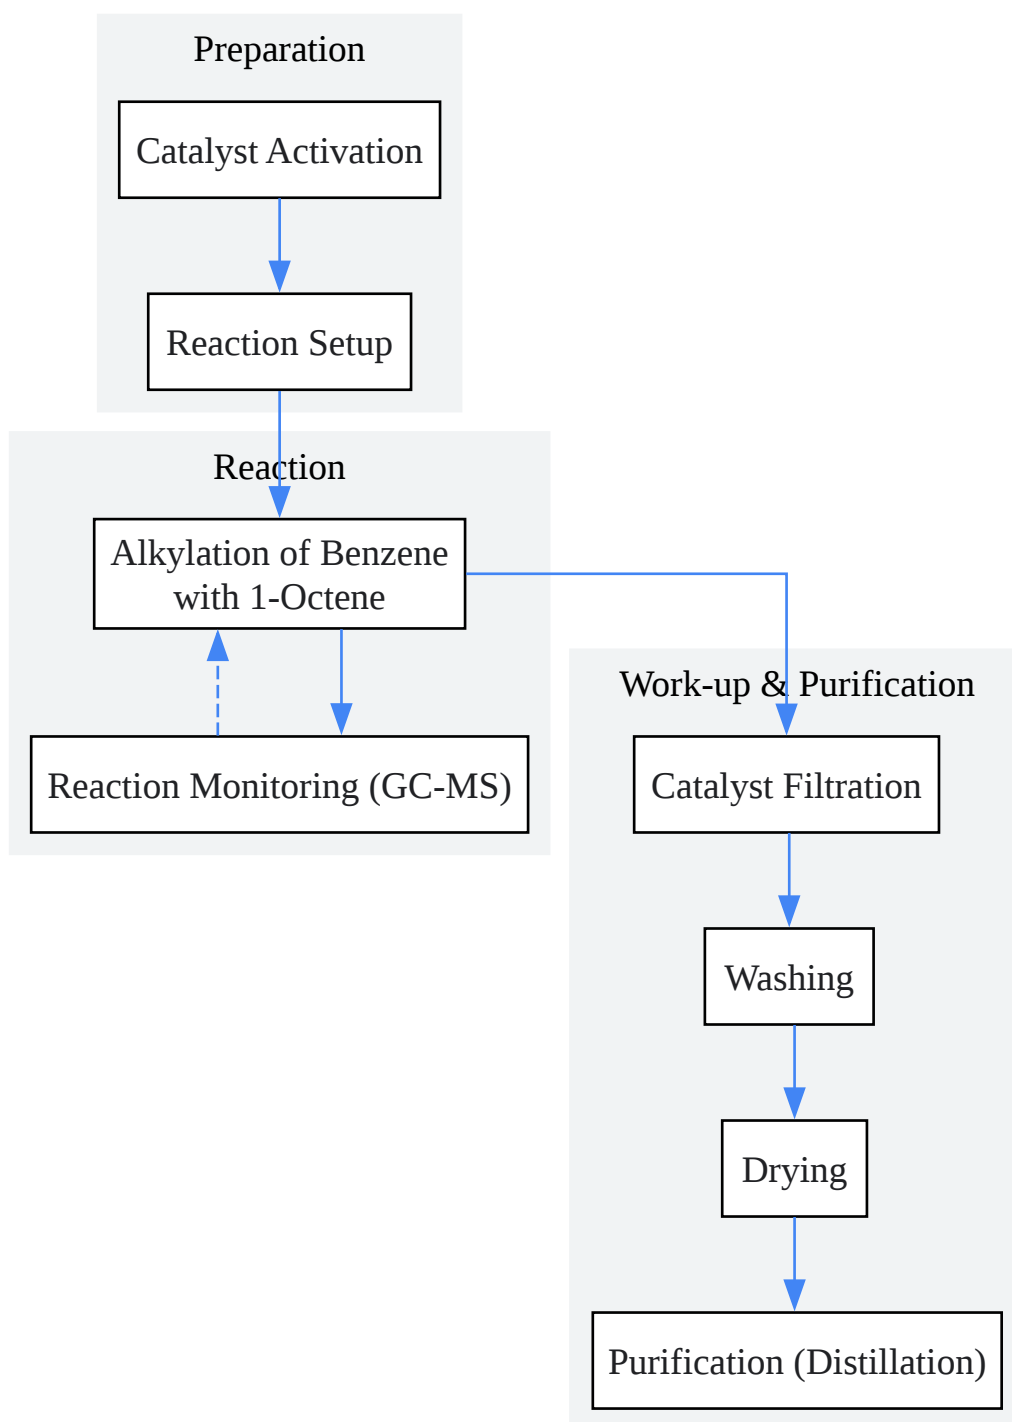 Preparation
Catalyst Activation
Reaction Setup
Reaction
Alkylation of Benzene
with 1-Octene
Reaction Monitoring (GC-MS)
Work-up & Purification
Catalyst Filtration
Washing
Drying
Purification (Distillation)